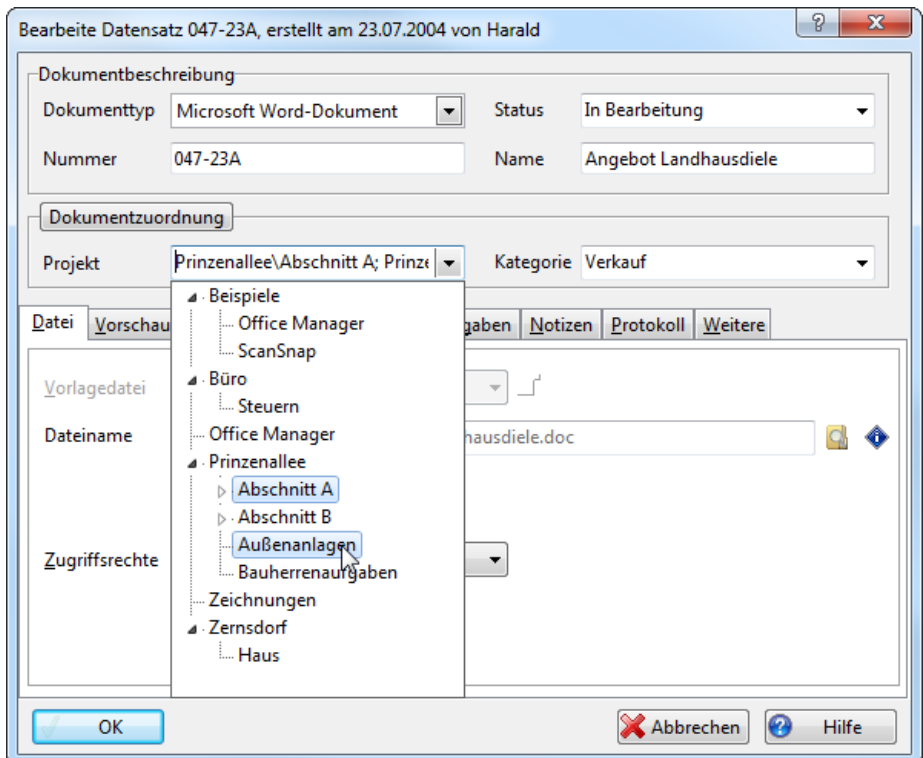 Bearbeite Datensatz 047-23A, erstellt am 23.07.2004 von Harald
Dokumentbeschreibung
Dokumenttyp Microsoft Word-Dokument Status In Bearbeitung
Nummer 047-23A Name Angebot Landhausdiele
Dokumentzuordnung
Projekt Prinzenallee\Abschnitt A; Prinze Kategorie Verkauf
Datei Vorschau gaben Notizen Protokoll Weitere
Beispiele
Office Manager
ScanSnap
Büro
Vorlagedatei
Steuern
Dateiname Office Manager hausdiele.doc
Prinzenallee
Abschnitt A
Abschnitt B
Außenanlagen
Zugriffsrechte
Bauherrenaufgaben
Zeichnungen
Zernsdorf
Haus
OK Abbrechen Hilfe